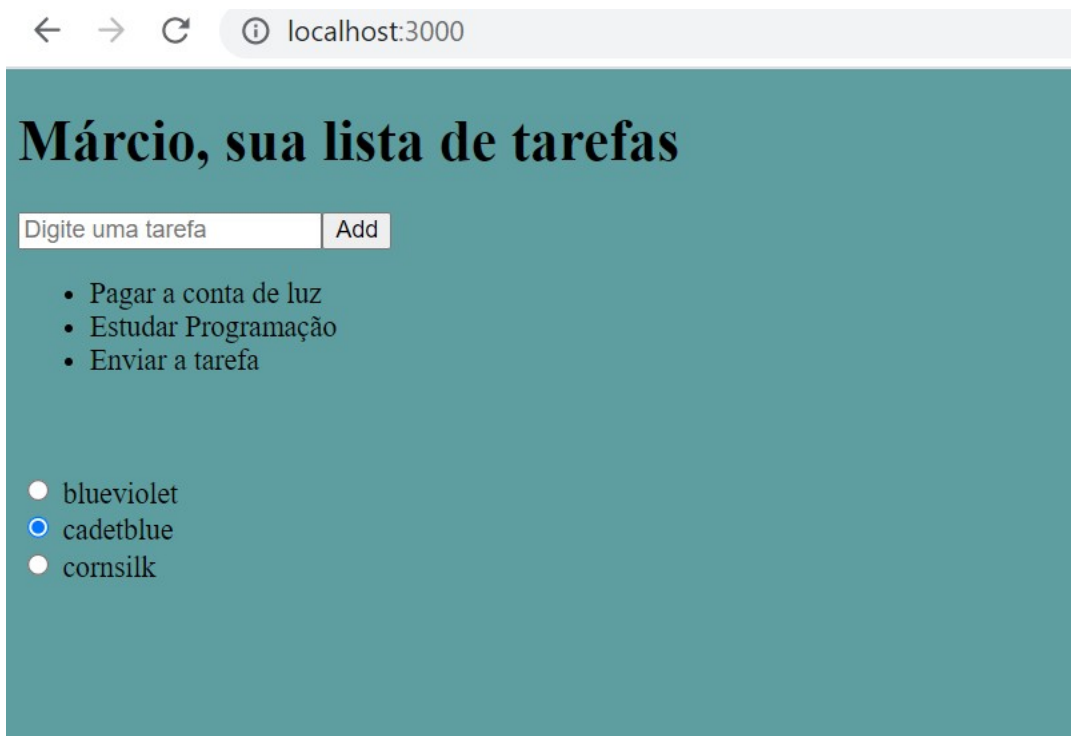 localhost:3000
Márcio, sua lista de tarefas
Digite uma tarefa Add
Pagar a conta de luz
Estudar Programação
Enviar a tarefa
blueviolet
cadetblue
cornsilk